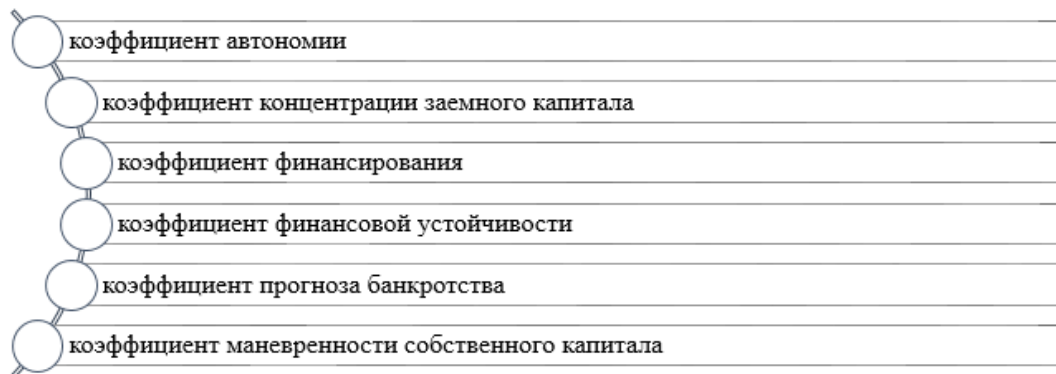 коэффициент автономии
коэффициент концентрации заемного капитала
коэффициент финансирования
коэффициент финансовой устойчивости
коэффициент прогноза банкротства
коэффициент маневренности собственного капитала